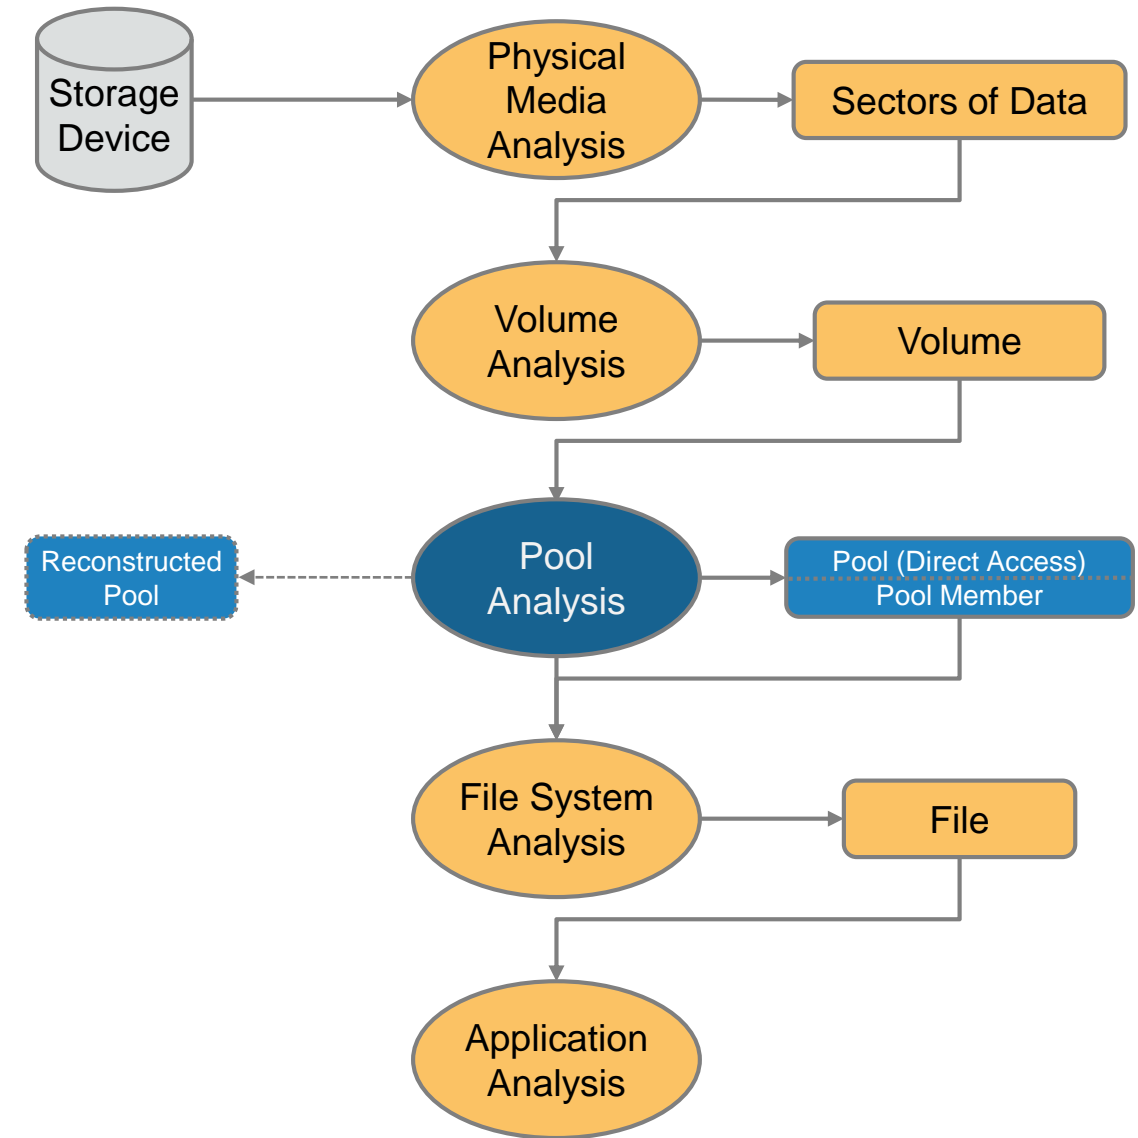 Storage
Device
Physical
Media
Analysis
Sectors of Data
Volume
Analysis
Volume
Reconstructed
Pool
Pool
Analysis
Pool (Direct Access)
Pool Member
File System
Analysis
File
Application
Analysis